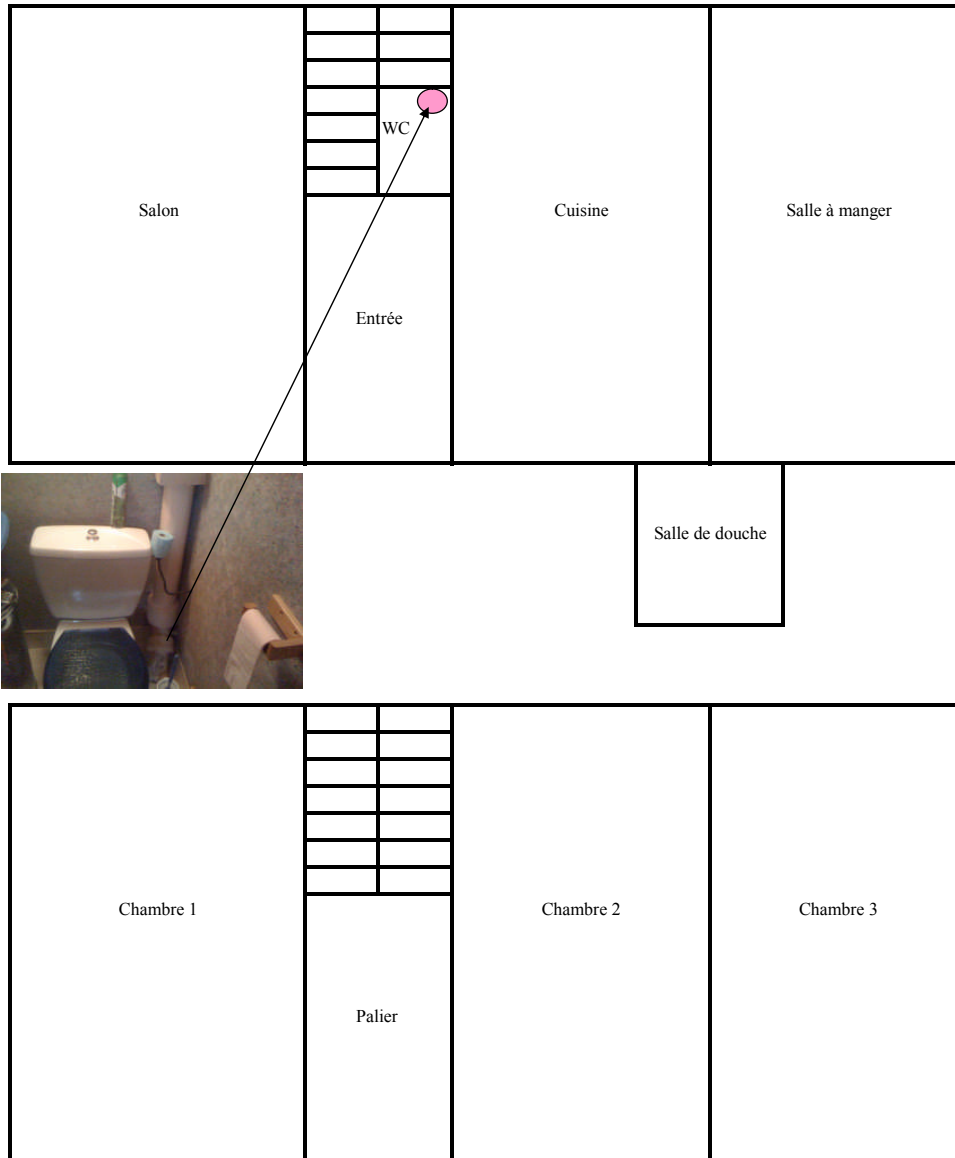 WC
Salon
Cuisine
Salle à manger
Entrée
Salle de douche
Chambre 1
Chambre 2
Chambre 3
Palier